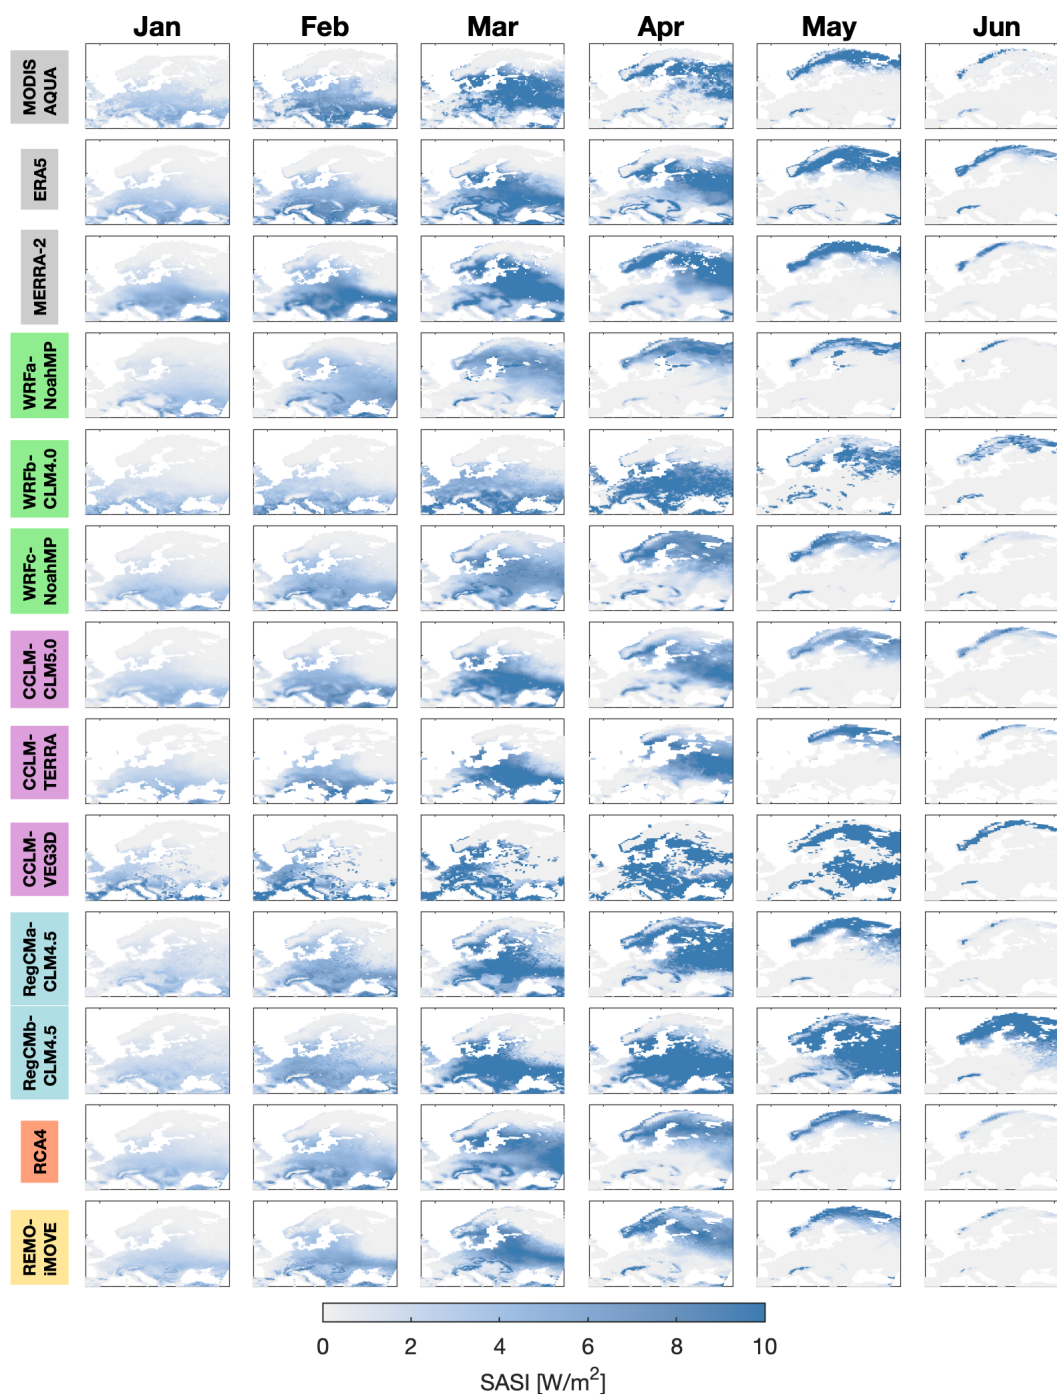 Jan Feb Mar Apr May Jun
MODIS
AQUA
ERA5
MERRA-2
WRFa-
NoahMP
WRFb-
CLM4.0
WRFc-
NoahMP
CCLM-
CLM5.0
CCLM-
TERRA
CCLM-
VEG3D
RegCMa-
CLM4.5
RegCMb-
CLM4.5
RCA4
REMO-
iMOVE
0 2 4 6 8 10
SASI [W/m²]